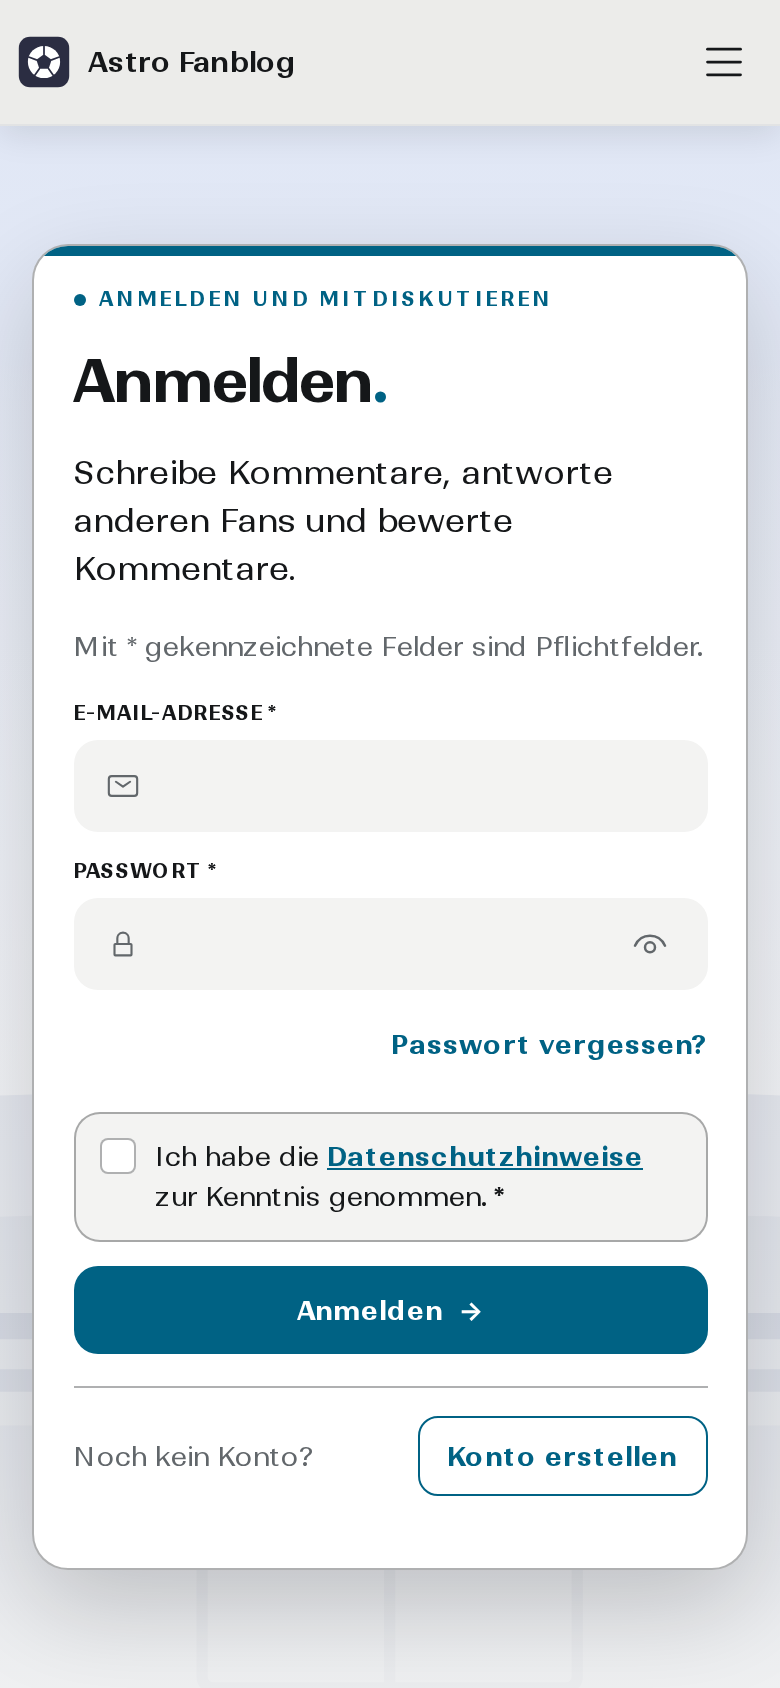 Astro Fanblog
ANMELDEN UND MITDISKUTIEREN
Anmelden.
Schreibe Kommentare, antworte
anderen Fans und bewerte
Kommentare.
Mit * gekennzeichnete Felder sind Pflichtfelder.
E-MAIL-ADRESSE *
PASSWORT *
Passwort vergessen?
Ich habe die Datenschutzhinweise
zur Kenntnis genommen. *
Anmelden →
Noch kein Konto?
Konto erstellen